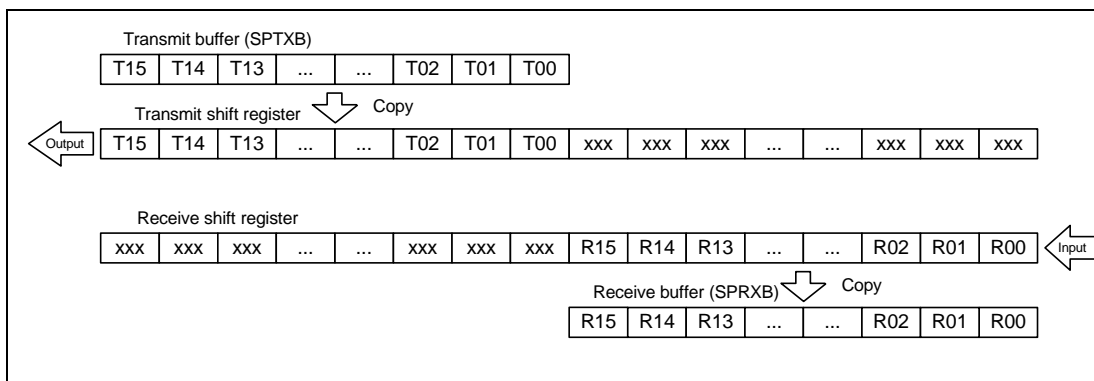 Transmit buffer (SPTXB)
T15 T14 T13 ... ... T02 T01 T00
Copy
Transmit shift register
Output T15 T14 T13 ... ... T02 T01 T00 xxx xxx xxx ... ... xxx xxx xxx
Receive shift register
xxx xxx xxx ... ... xxx xxx xxx R15 R14 R13 ... ... R02 R01 R00 Input
Receive buffer (SPRXB) Copy
R15 R14 R13 ... ... R02 R01 R00